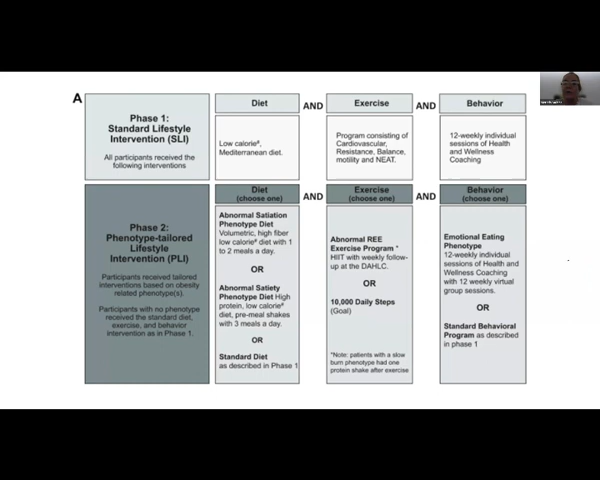 A
Phase 1:
Standard Lifestyle
Intervention (SLI)
All participants received the
following interventions
Diet
AND
Exercise
AND
Behavior
Low calorie#,
Mediterranean diet.
Program consisting of
Cardiovascular,
Resistance, Balance,
motility and NEAT.
12-weekly individual
sessions of Health
and Wellness
Coaching
Phase 2:
Phenotype-tailored
Lifestyle
Intervention (PLI)
Participants received tailored
interventions based on obesity
related phenotype(s).
Participants with no phenotype
received the standard diet,
exercise, and behavior
intervention as in Phase 1.
Diet
(choose one)
AND
Exercise
(choose one)
AND
Behavior
(choose one)
Abnormal Satiation
Phenotype Diet
Volumetric, high fiber
low calorie# diet with 1
to 2 meals a day.
OR
Abnormal Satiety
Phenotype Diet High
protein, low calorie#
diet, pre-meal shakes
with 3 meals a day.
OR
Standard Diet
as described in Phase 1
Abnormal REE
Exercise Program *
HIIT with weekly follow-
up at the DAHLC.
OR
10,000 Daily Steps
(Goal)
*Note: patients with a slow
burn phenotype had one
protein shake after exercise
Emotional Eating
Phenotype
12-weekly individual
sessions of Health and
Wellness Coaching
with 12 weekly virtual
group sessions.
OR
Standard Behavioral
Program as described
in phase 1